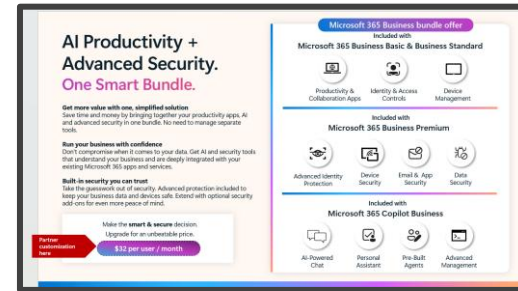 AI Productivity +
Advanced Security.
One Smart Bundle.
Get more value with one, simplified solution
Save time and money by bringing together your productivity apps, AI
and advanced security in one bundle. No need to manage separate
tools.
Run your business with confidence
Don't compromise when it comes to your data. Get AI and security tools
that understand your business and are deeply integrated with your
existing Microsoft 365 apps and services.
Built-in security you can trust
Take the guesswork out of security. Advanced protection included to
keep your business data and devices safe. Extend with optional security
add-ons for even more peace of mind.
Make the smart & secure decision.
Upgrade for an unbeatable price.
$32 per user / month
Partner
customization
here
Microsoft 365 Business bundle offer
Included with
Microsoft 365 Business Basic & Business Standard
Productivity &
Collaboration Apps
Identity & Access
Controls
Device
Management
Included with
Microsoft 365 Business Premium
Advanced Identity
Protection
Device
Security
Email & App
Security
Data
Security
Included with
Microsoft 365 Copilot Business
AI-Powered
Chat
Personal
Assistant
Pre-Built
Agents
Advanced
Management